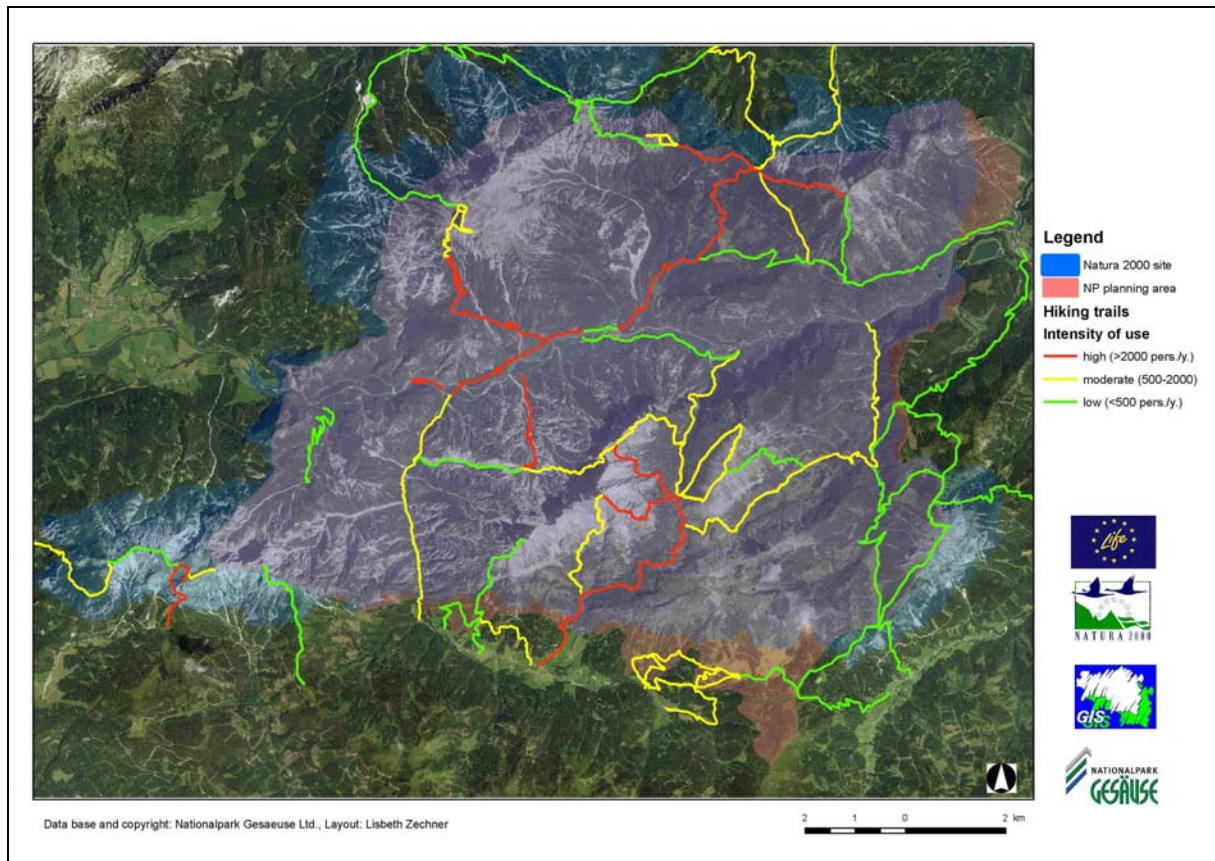 Legend
Natura 2000 site
NP planning area
Hiking trails
Intensity of use
high (>2000 pers./y.)
moderate (500-2000)
low (<500 pers./y.)
Life
NATURA 2000
GIS
GIS
NATIONALPARK
GESÄUSE
Data base and copyright: Nationalpark Gesaeuse Ltd., Layout: Lisbeth Zechner
2 1 0 2 km